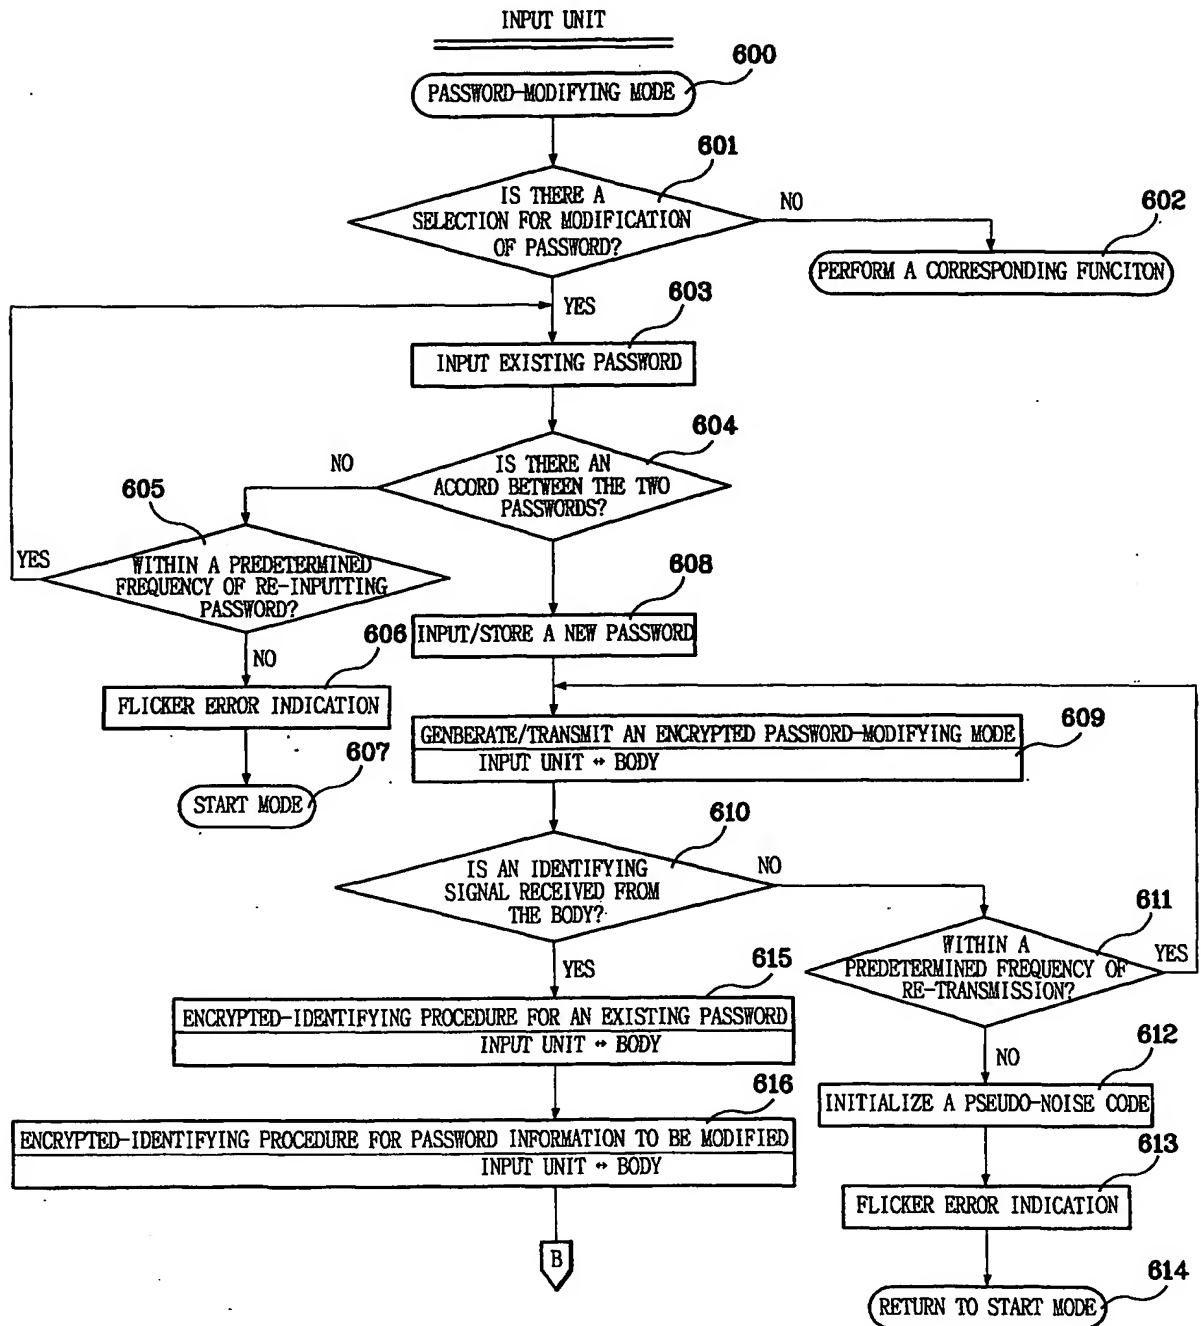 INPUT UNIT
600
PASSWORD-MODIFYING MODE
601
IS THERE A
SELECTION FOR MODIFICATION
OF PASSWORD?
NO
602
PERFORM A CORRESPONDING FUNCITON
YES
603
INPUT EXISTING PASSWORD
604
IS THERE AN
ACCORD BETWEEN THE TWO
PASSWORDS?
NO
605
WITHIN A PREDETERMINED
FREQUENCY OF RE-INPUTTING
PASSWORD?
YES
NO
606
FLICKER ERROR INDICATION
607
START MODE
608
INPUT/STORE A NEW PASSWORD
GENBERATE/TRANSMIT AN ENCRYPTED PASSWORD-MODIFYING MODE
INPUT UNIT ↔ BODY
609
610
IS AN IDENTIFYING
SIGNAL RECEIVED FROM
THE BODY?
NO
YES
611
WITHIN A
PREDETERMINED FREQUENCY OF
RE-TRANSMISSION?
YES
NO
612
INITIALIZE A PSEUDO-NOISE CODE
613
FLICKER ERROR INDICATION
614
RETURN TO START MODE
615
ENCRYPTED-IDENTIFYING PROCEDURE FOR AN EXISTING PASSWORD
INPUT UNIT ↔ BODY
616
ENCRYPTED-IDENTIFYING PROCEDURE FOR PASSWORD INFORMATION TO BE MODIFIED
INPUT UNIT ↔ BODY
B